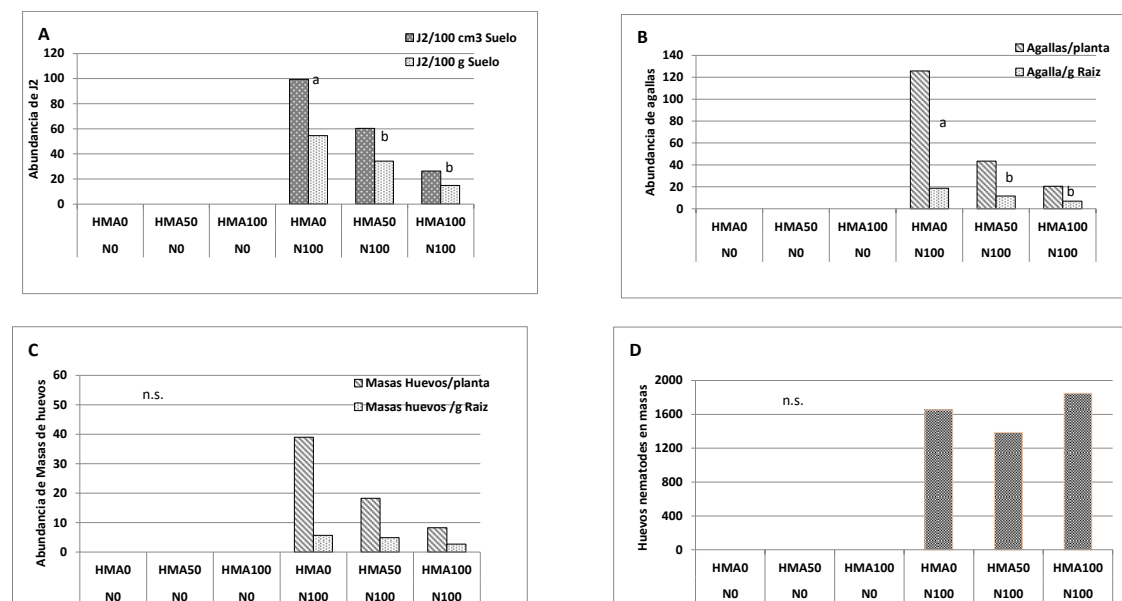 A
J2/100 cm3 Suelo
J2/100 g Suelo
Abundancia de J2
120
100
80
60
40
20
0
a
b
b
HMA0 HMA50 HMA100 HMA0 HMA50 HMA100
N0 N0 N0 N100 N100 N100
B
Agallas/planta
Agalla/g Raiz
Abundancia de agallas
140
120
100
80
60
40
20
0
a
b
b
HMA0 HMA50 HMA100 HMA0 HMA50 HMA100
N0 N0 N0 N100 N100 N100
C
Masas Huevos/planta
Masas huevos /g Raiz
Abundancia de Masas de huevos
60
50
40
30
20
10
0
n.s.
HMA0 HMA50 HMA100 HMA0 HMA50 HMA100
N0 N0 N0 N100 N100 N100
D
Huevos nematodes en masas
2000
1600
1200
800
400
0
n.s.
HMA0 HMA50 HMA100 HMA0 HMA50 HMA100
N0 N0 N0 N100 N100 N100